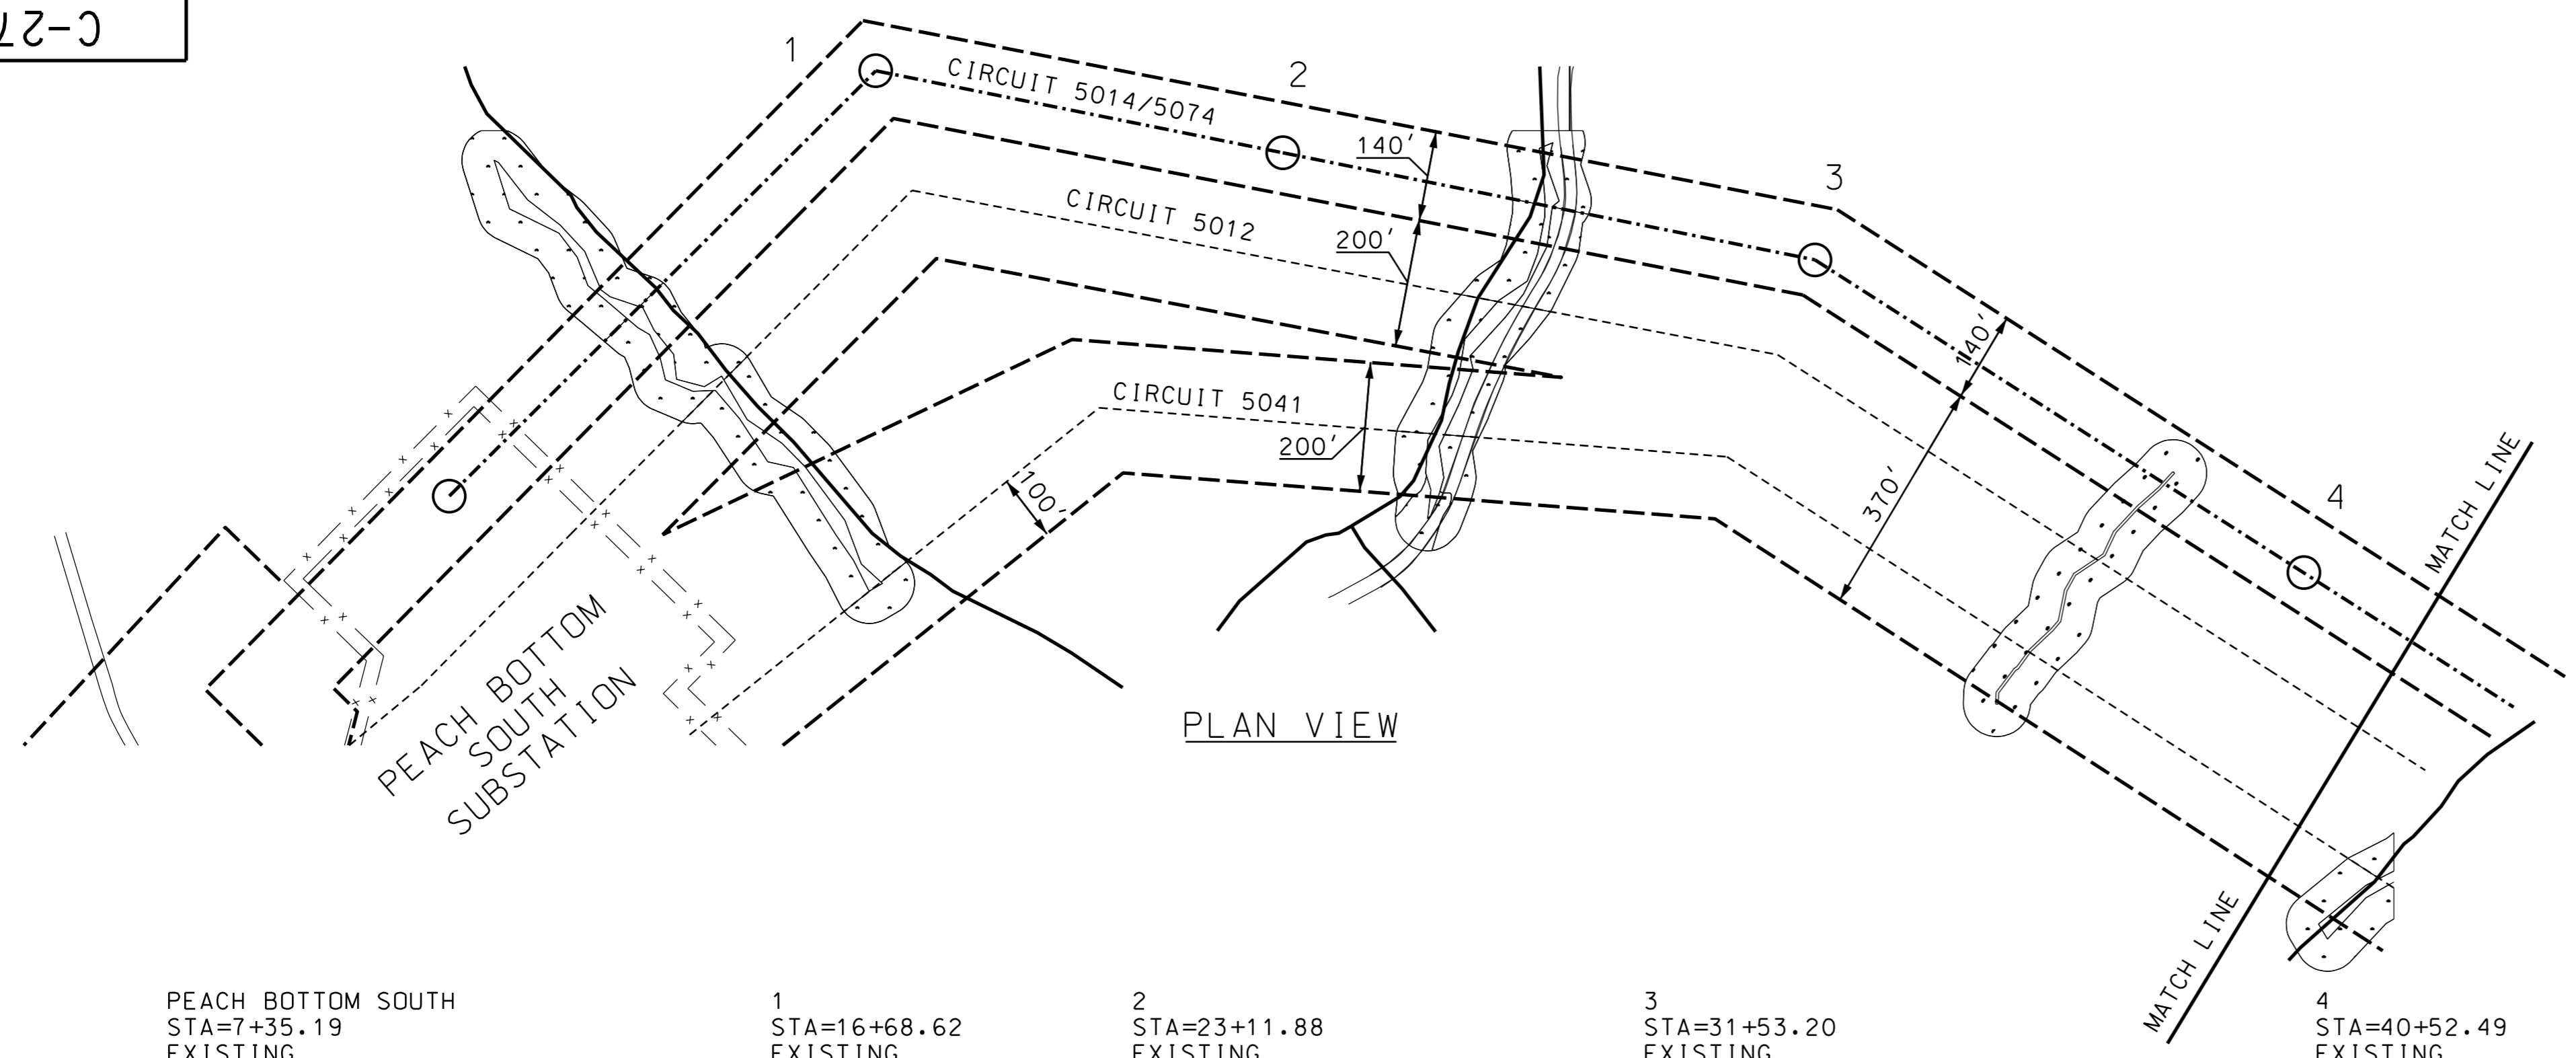 C-27
1
2
3
4
CIRCUIT 5014/5074
CIRCUIT 5012
CIRCUIT 5041
140'
200'
200'
100'
140'
370'
MATCH LINE
MATCH LINE
PEACH BOTTOM
SOUTH
SUBSTATION
PLAN VIEW
PEACH BOTTOM SOUTH
STA=7+35.19
EXISTING
1
STA=16+68.62
EXISTING
2
STA=23+11.88
EXISTING
3
STA=31+53.20
EXISTING
4
STA=40+52.49
EXISTING